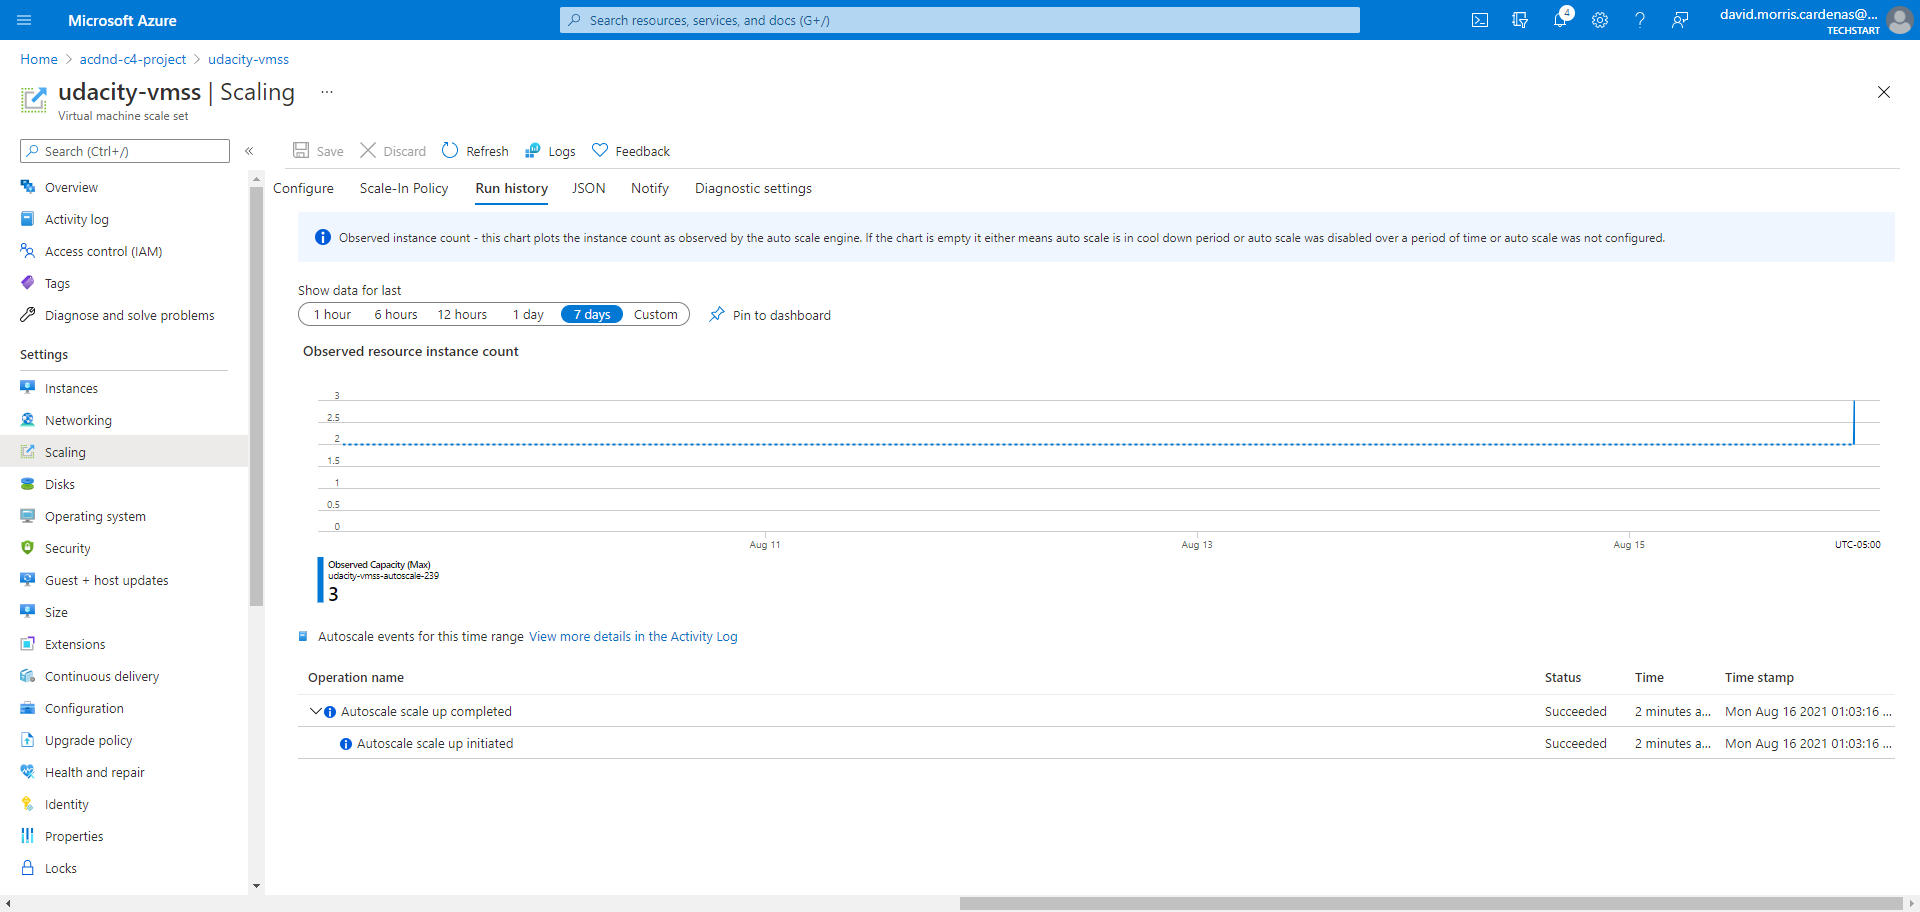 Microsoft Azure
Search resources, services, and docs (G+/)
4
david.morris.cardenas@...
TECHSTART
Home > acdnd-c4-project > udacity-vmss
udacity-vmss | Scaling ...
Virtual machine scale set
Search (Ctrl+/)
Save Discard Refresh Logs Feedback
Configure Scale-In Policy Run history JSON Notify Diagnostic settings
Overview
Activity log
Access control (IAM)
Tags
Diagnose and solve problems
Settings
Instances
Networking
Scaling
Disks
Operating system
Security
Guest + host updates
Size
Extensions
Continuous delivery
Configuration
Upgrade policy
Health and repair
Identity
Properties
Locks
Observed instance count - this chart plots the instance count as observed by the auto scale engine. If the chart is empty it either means auto scale is in cool down period or auto scale was disabled over a period of time or auto scale was not configured.
Show data for last
1 hour 6 hours 12 hours 1 day 7 days Custom Pin to dashboard
Observed resource instance count
3
2.5
2
1.5
1
0.5
0
Aug 11 Aug 13 Aug 15 UTC-05:00
Observed Capacity (Max)
udacity-vmss-autoscale-239
3
Autoscale events for this time range View more details in the Activity Log
Operation name Status Time Time stamp
Autoscale scale up completed Succeeded 2 minutes a... Mon Aug 16 2021 01:03:16 ...
Autoscale scale up initiated Succeeded 2 minutes a... Mon Aug 16 2021 01:03:16 ...